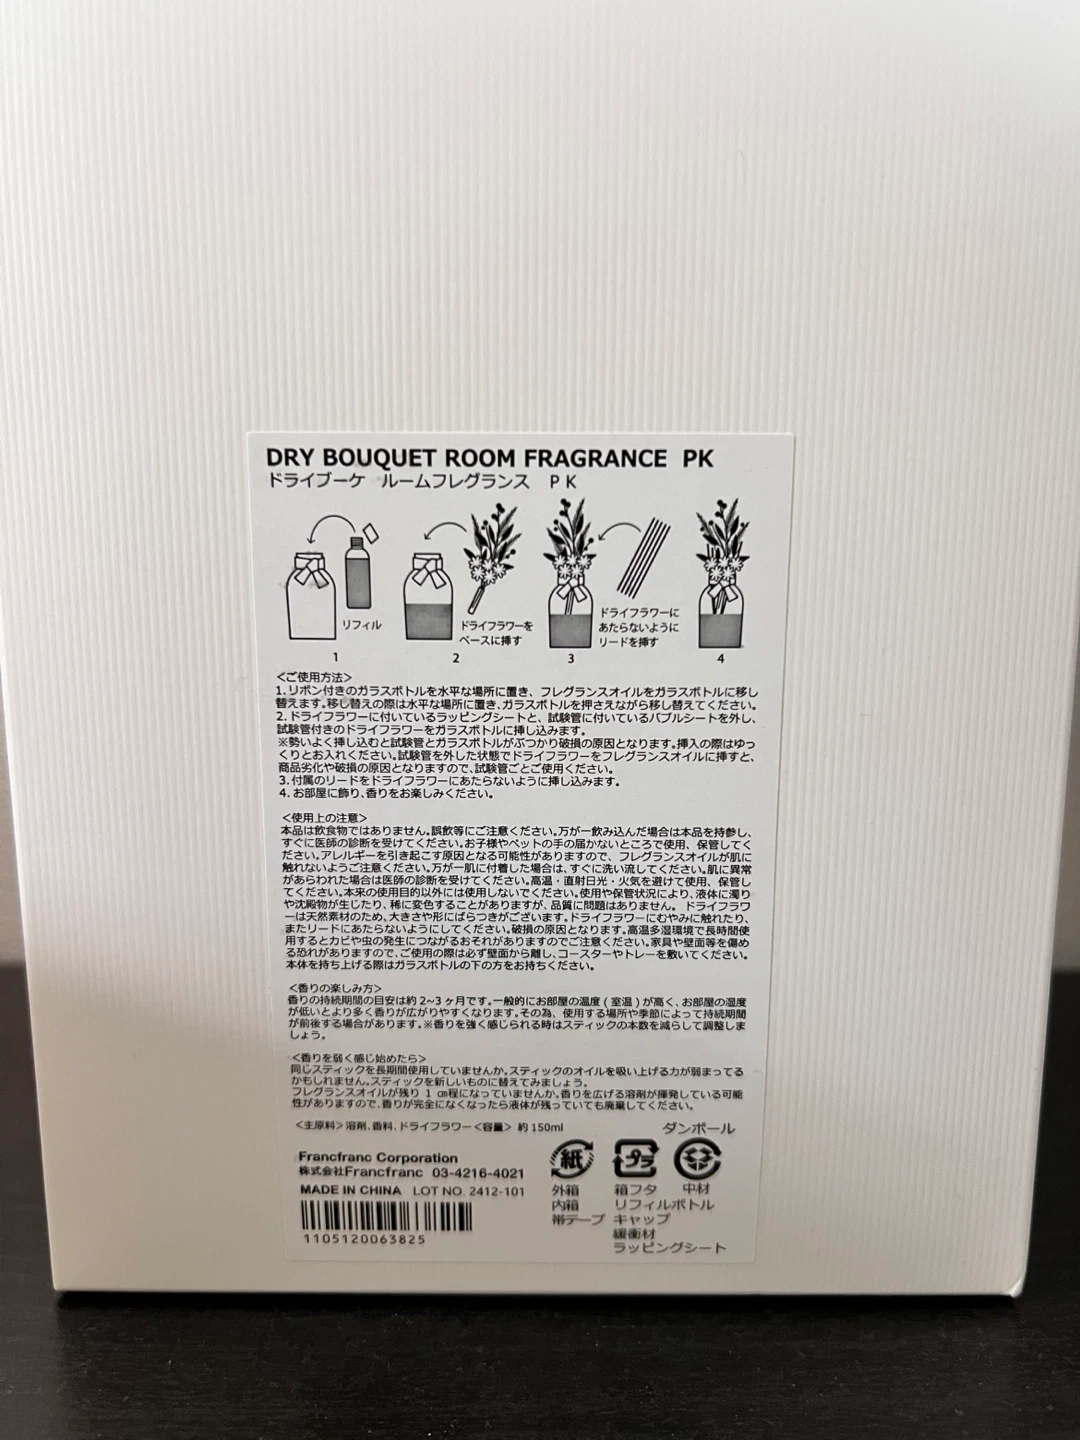 DRY BOUQUET ROOM FRAGRANCE PK
ドライブーケ ルームフレグランス PK
リフィル
ドライフラワーを
ベースに挿す
ドライフラワーに
あたらないように
リードを挿す
1
2
3
4
<ご使用方法>
1. リボン付きのガラスボトルを水平な場所に置き、フレグランスオイルをガラスボトルに移し
替えます。移し替えの際は水平な場所に置き、ガラスボトルを押さえながら移し替えてください。
2. ドライフラワーに付いているラッピングシートと、試験管に付いているバブルシートを外し、
試験管付きのドライフラワーをガラスボトルに挿し込みます。
※勢いよく挿し込むと試験管とガラスボトルがぶつかり破損の原因となります。挿入の際はゆっ
くりとお入れください。試験管を外した状態でドライフラワーをフレグランスオイルに挿すと、
商品劣化や破損の原因となりますので、試験管ごとご使用ください。
3. 付属のリードをドライフラワーにあたらないように挿し込みます。
4. お部屋に飾り、香りをお楽しみください。
<使用上の注意>
本品は飲食物ではありません。誤飲等にご注意ください。万が一飲み込んだ場合は本品を持参し、
すぐに医師の診断を受けてください。お子様やペットの手の届かないところで使用、保管してく
ださい。アレルギーを引き起こす原因となる可能性がありますので、フレグランスオイルが肌に
触れないようご注意ください。万が一肌に付着した場合は、すぐに洗い流してください。肌に異常
があらわれた場合は医師の診断を受けてください。高温・直射日光・火気を避けて使用、保管し
てください。本来の使用目的以外には使用しないでください。使用や保管状況により、液体に濁り
や沈殿物が生じたり、稀に変色することがありますが、品質に問題はありません。 ドライフラワ
ーは天然素材のため、大きさや形にばらつきがございます。ドライフラワーにむやみに触れたり、
またリードにあたらないようにしてください。破損の原因となります。高温多湿環境で長時間使
用するとカビや虫の発生につながるおそれがありますのでご注意ください。家具や壁面等を傷め
る恐れがありますので、ご使用の際は必ず壁面から離し、コースターやトレーを敷いてください。
本体を持ち上げる際はガラスボトルの下の方をお持ちください。
<香りの楽しみ方>
香りの持続期間の目安は約 2~3 ヶ月です。一般的にお部屋の温度 ( 室温 ) が高く、お部屋の湿度
が低いとより多く香りが広がりやすくなります。その為、使用する場所や季節によって持続期間
が前後する場合があります。※香りを強く感じられる時はスティックの本数を減らして調整しま
しょう。
<香りを弱く感じ始めたら>
同じスティックを長期間使用していませんか。スティックのオイルを吸い上げる力が弱まってる
かもしれません。スティックを新しいものに替えてみましょう。
フレグランスオイルが残り 1 ㎝程になっていませんか。香りを広げる溶剤が揮発している可能
性がありますので、香りが完全になくなったら液体が残っていても廃棄してください。
<主原料> 溶剤、香料、ドライフラワー <容量> 約 150ml
Francfranc Corporation
株式会社Francfranc 03-4216-4021
MADE IN CHINA LOT NO. 2412-101
1105120063825
ダンボール
紙
プラ
外箱
内箱
帯テープ
箱フタ
リフィルボトル
キャップ
緩衝材
ラッピングシート
中材